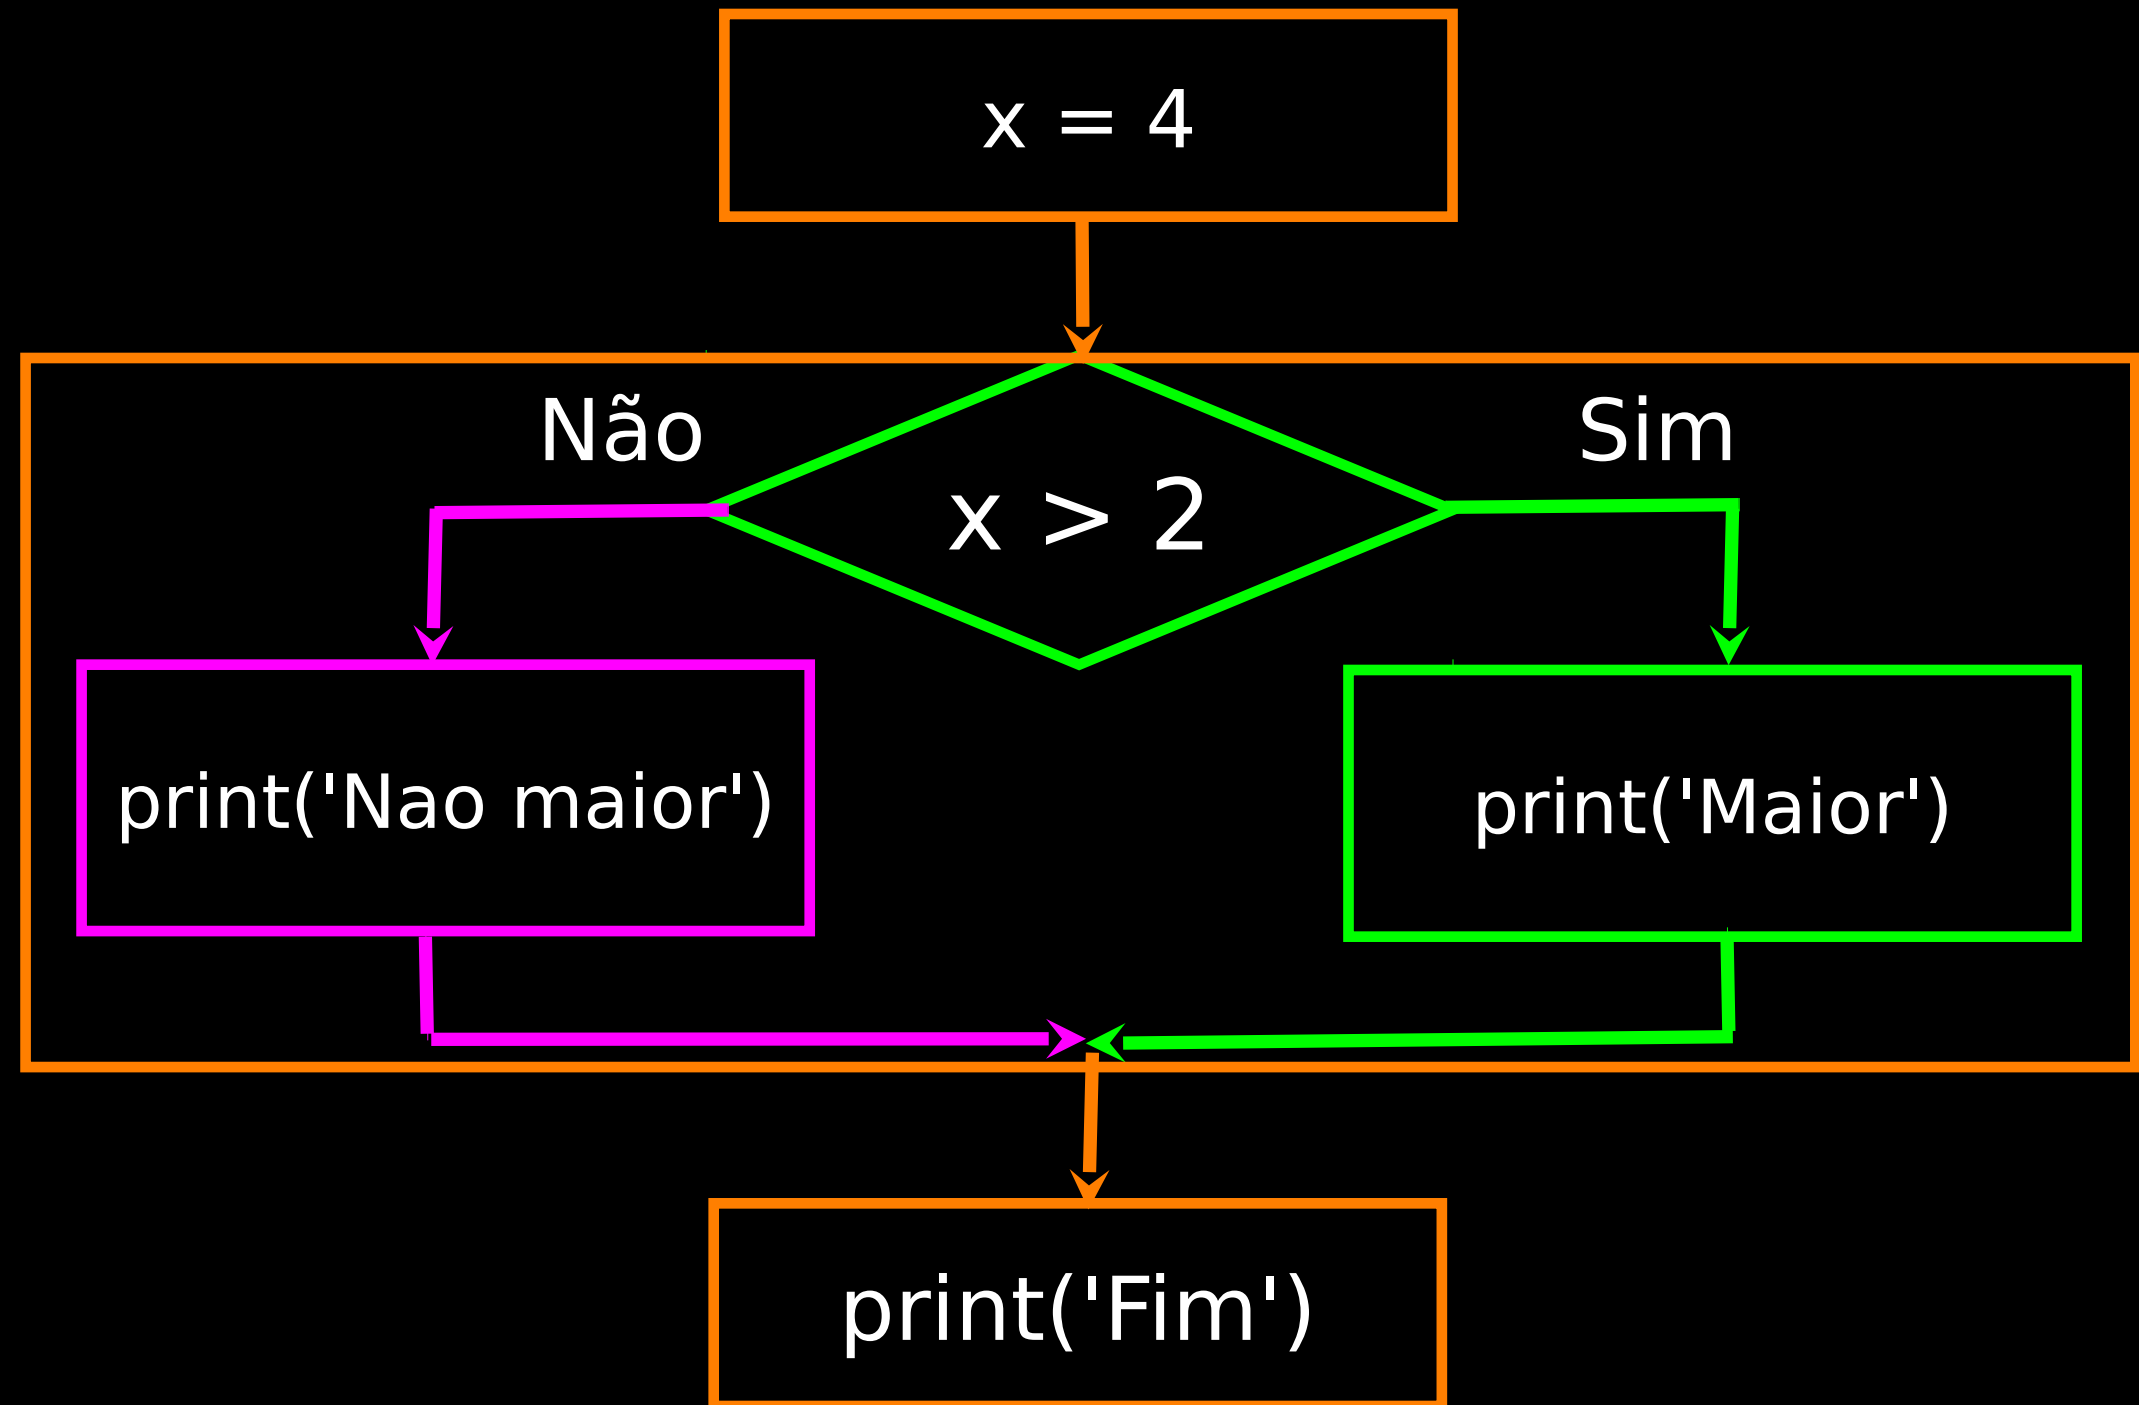 x = 4
Não
Sim
x > 2
print('Nao maior')
print('Maior')
print('Fim')